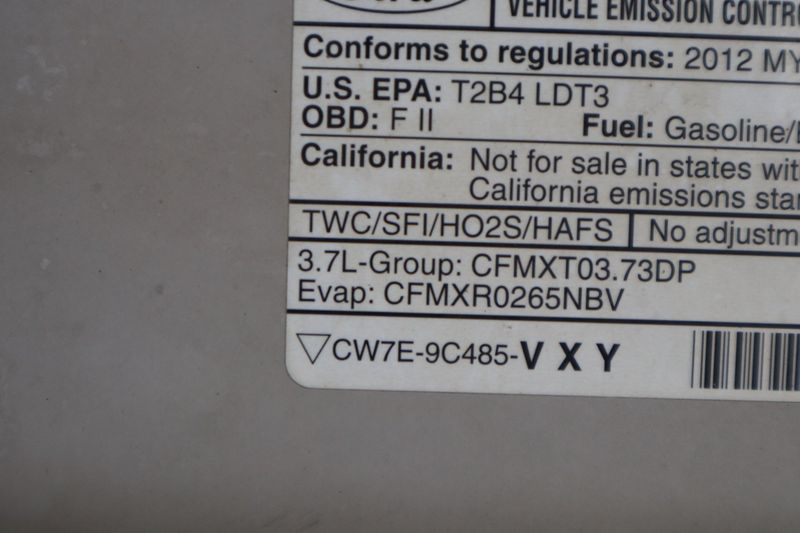 VEHICLE EMISSION CONTR
Conforms to regulations: 2012 MY
U.S. EPA: T2B4 LDT3
OBD: F II Fuel: Gasoline/
California: Not for sale in states wit
California emissions sta
TWC/SFI/HO2S/HAFS No adjustm
3.7L-Group: CFMXT03.73DP
Evap: CFMXR0265NBV
▽CW7E-9C485-VXY